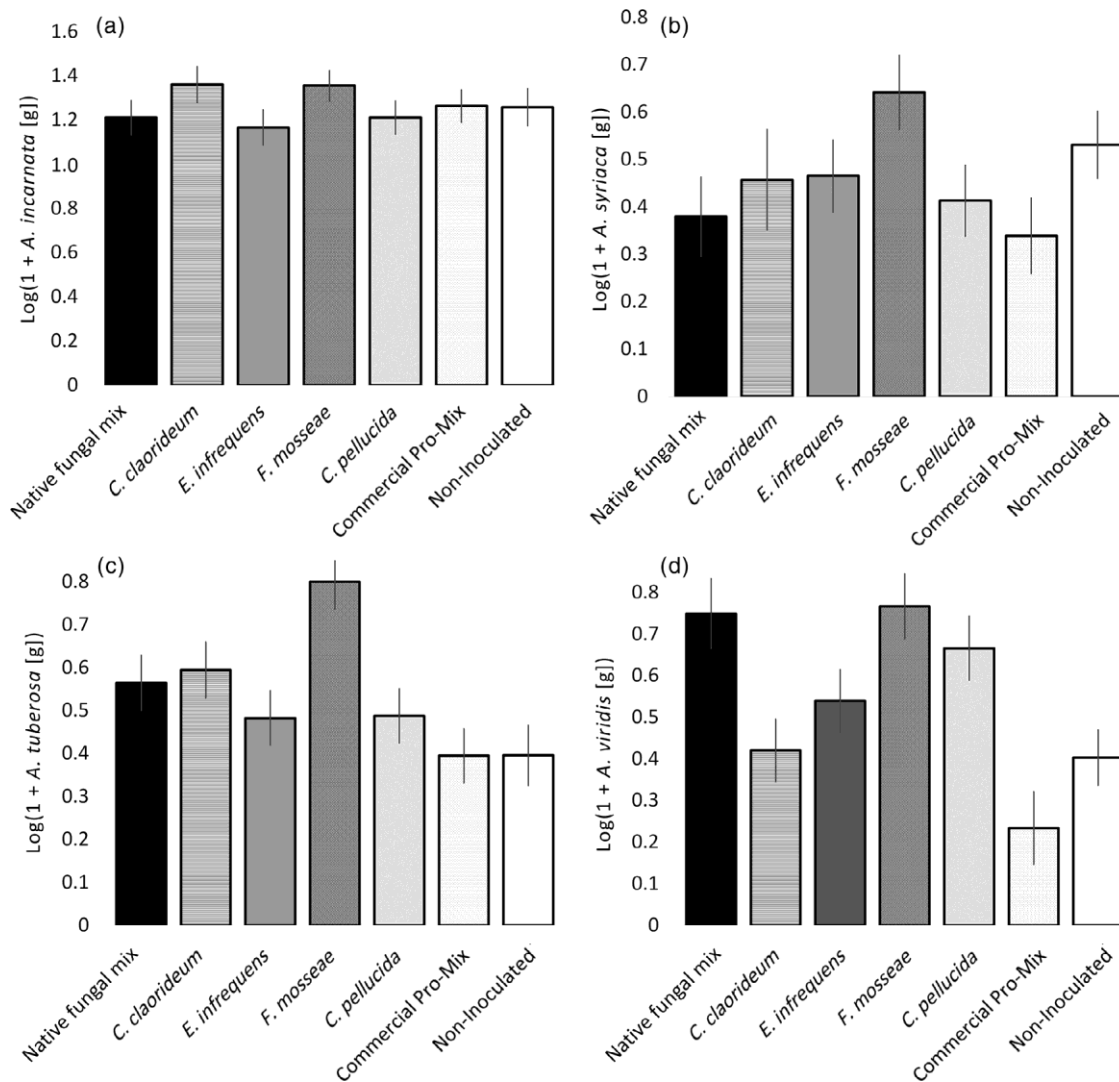 (a)
Log(1 + A. incarnata [g])
1.6
1.4
1.2
1.0
0.8
0.6
0.4
0.2
0
Native fungal mix
C. claorideum
E. infrequens
F. mosseae
C. pellucida
Commercial Pro-Mix
Non-Inoculated
(b)
Log(1 + A. syriaca [g])
0.8
0.7
0.6
0.5
0.4
0.3
0.2
0.1
0
Native fungal mix
C. claorideum
E. infrequens
F. mosseae
C. pellucida
Commercial Pro-Mix
Non-Inoculated
(c)
Log(1 + A. tuberosa [g])
0.8
0.7
0.6
0.5
0.4
0.3
0.2
0.1
0
Native fungal mix
C. claorideum
E. infrequens
F. mosseae
C. pellucida
Commercial Pro-Mix
Non-Inoculated
(d)
Log(1 + A. viridis [g])
0.8
0.7
0.6
0.5
0.4
0.3
0.2
0.1
0
Native fungal mix
C. claorideum
E. infrequens
F. mosseae
C. pellucida
Commercial Pro-Mix
Non-Inoculated